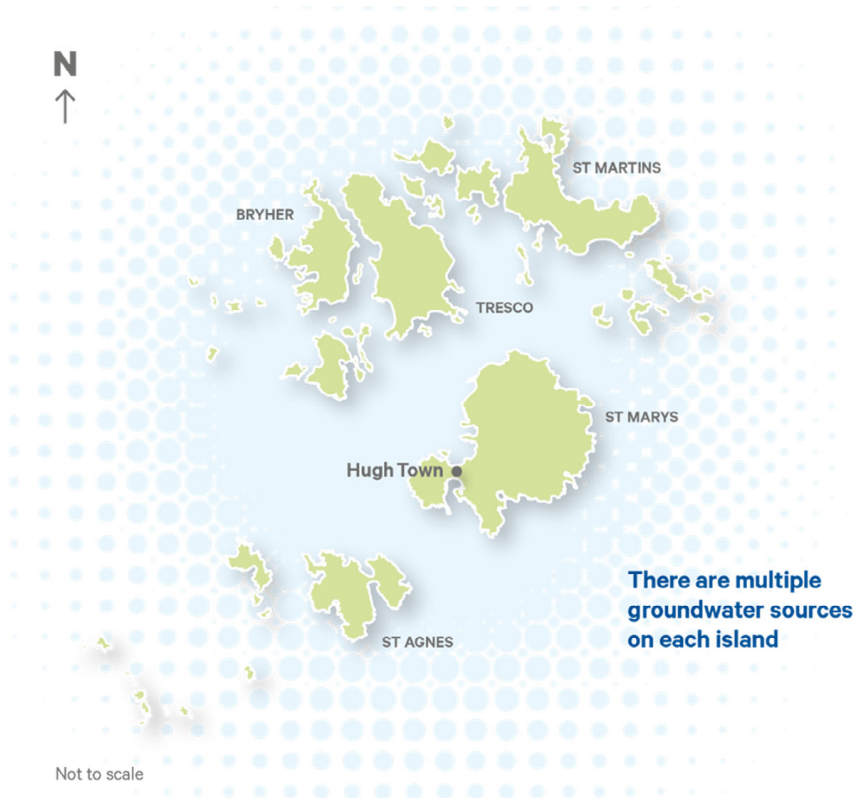 N
ST MARTINS
BRYHER
TRESCO
ST MARYS
Hugh Town
There are multiple
groundwater sources
on each island
ST AGNES
Not to scale